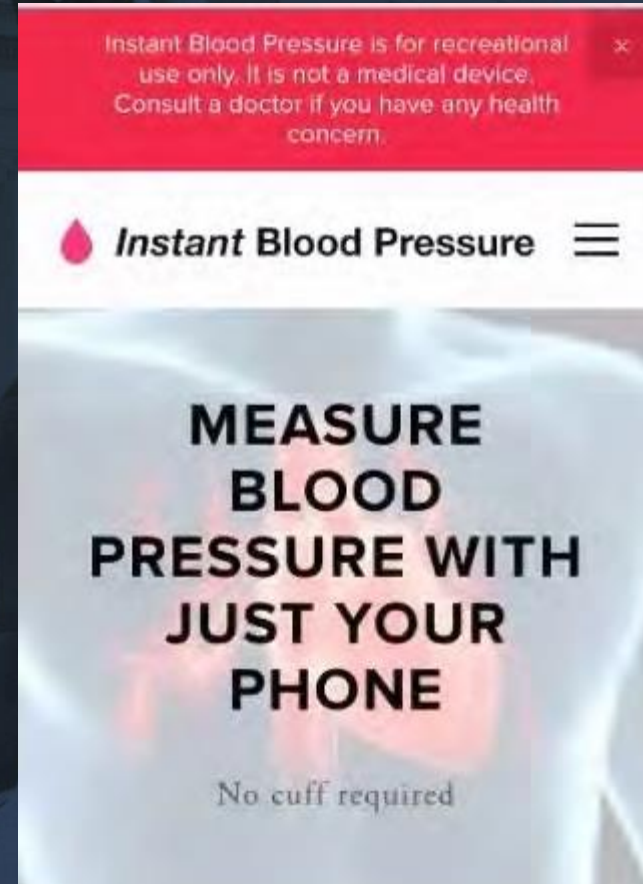 Instant Blood Pressure is for recreational
use only. It is not a medical device.
Consult a doctor if you have any health
concern.
×
Instant Blood Pressure
MEASURE
BLOOD
PRESSURE WITH
JUST YOUR
PHONE
No cuff required